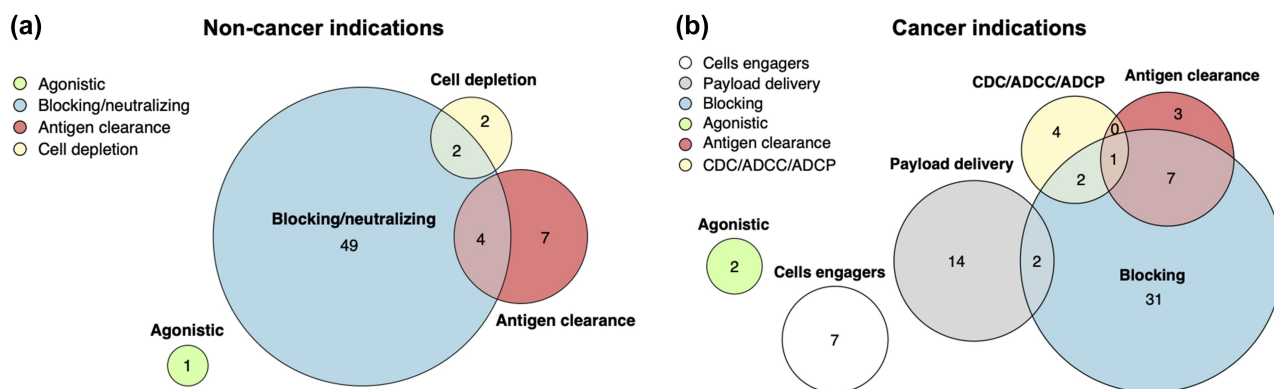 (a)
Non-cancer indications
Agonistic
Blocking/neutralizing
Antigen clearance
Cell depletion
Cell depletion
2
2
Blocking/neutralizing
49
4
7
Antigen clearance
Agonistic
1
(b)
Cancer indications
Cells engagers
Payload delivery
Blocking
Agonistic
Antigen clearance
CDC/ADCC/ADCP
CDC/ADCC/ADCP
Antigen clearance
4
0
3
1
2
7
Payload delivery
14
2
Blocking
31
Agonistic
2
Cells engagers
7